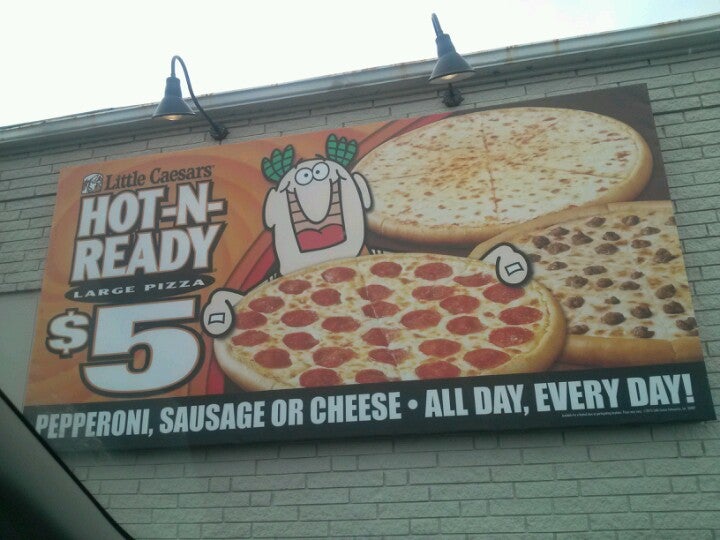 Little Caesars
HOT-N-
READY
LARGE PIZZA
$5
PEPPERONI, SAUSAGE OR CHEESE • ALL DAY, EVERY DAY!